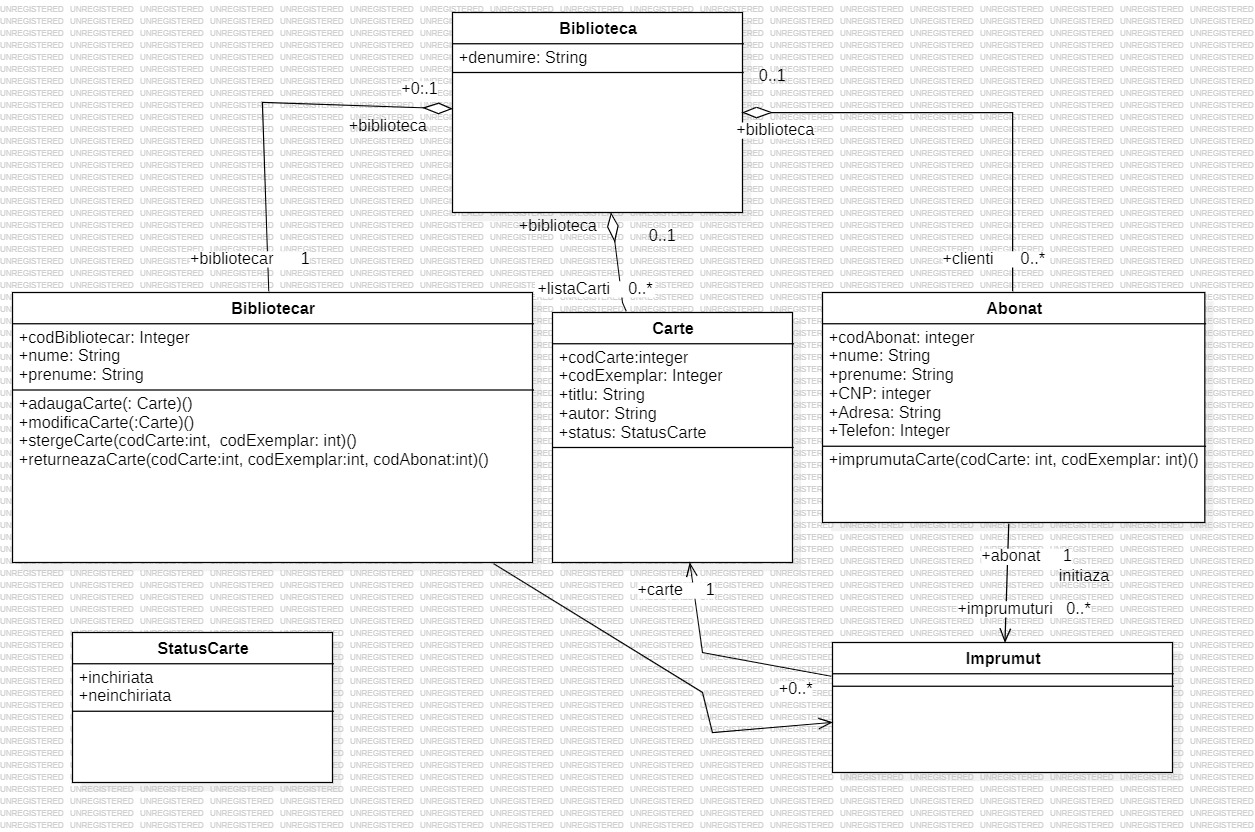 Biblioteca
+denumire: String
+0:.1
+biblioteca
0..1
+biblioteca
+biblioteca
0..1
+bibliotecar 1
+clienti 0..*
+listaCarti 0..*
Bibliotecar
+codBibliotecar: Integer
+nume: String
+prenume: String
+adaugaCarte(: Carte)()
+modificaCarte(:Carte)()
+stergeCarte(codCarte:int, codExemplar: int)()
+returneazaCarte(codCarte:int, codExemplar:int, codAbonat:int)()
Carte
+codCarte:integer
+codExemplar: Integer
+titlu: String
+autor: String
+status: StatusCarte
Abonat
+codAbonat: integer
+nume: String
+prenume: String
+CNP: integer
+Adresa: String
+Telefon: Integer
+imprumutaCarte(codCarte: int, codExemplar: int)()
+abonat 1
initiaza
+carte 1
+imprumuturi 0..*
StatusCarte
+inchiriata
+neinchiriata
Imprumut
+0..*
UNREGISTERED